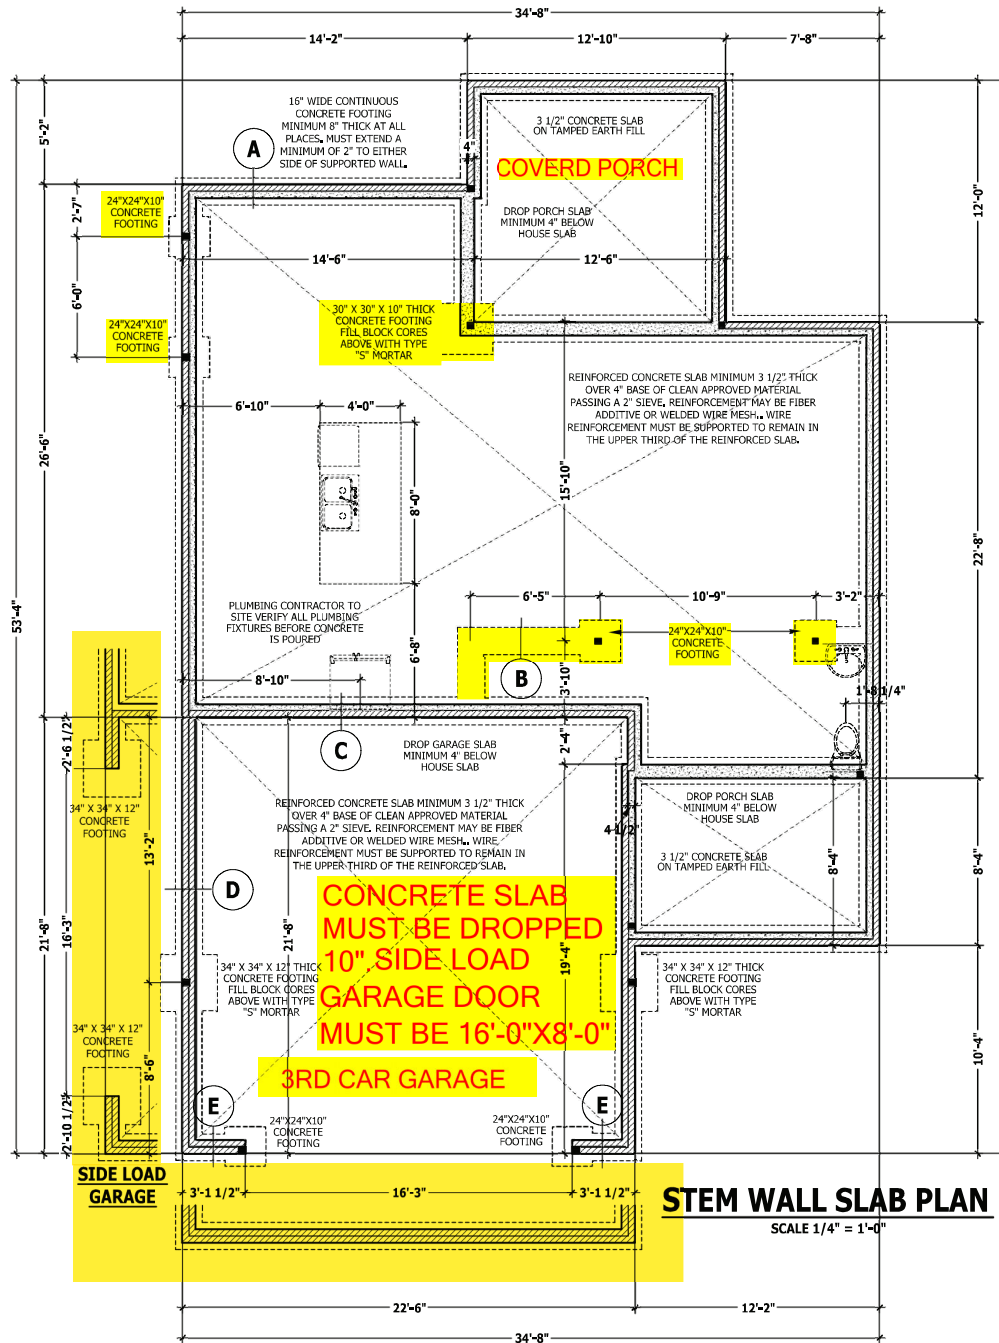 34'-8"
14'-2"
12'-10"
7'-8"
16" WIDE CONTINUOUS
CONCRETE FOOTING
MINIMUM 8" THICK AT ALL
PLACES. MUST EXTEND A
MINIMUM OF 2" TO EITHER
SIDE OF SUPPORTED WALL.
A
5'-2"
4"
3 1/2" CONCRETE SLAB
ON TAMPED EARTH FILL
COVERD PORCH
DROP PORCH SLAB
MINIMUM 4" BELOW
HOUSE SLAB
12'-0"
24"X24"X10"
CONCRETE
FOOTING
2'-7"
14'-6"
12'-6"
6'-0"
24"X24"X10"
CONCRETE
FOOTING
30" X 30" X 10" THICK
CONCRETE FOOTING
FILL BLOCK CORES
ABOVE WITH TYPE
"S" MORTAR
REINFORCED CONCRETE SLAB MINIMUM 3 1/2" THICK
OVER 4" BASE OF CLEAN APPROVED MATERIAL
PASSING A 2" SIEVE. REINFORCEMENT MAY BE FIBER
ADDITIVE OR WELDED WIRE MESH.. WIRE
REINFORCEMENT MUST BE SUPPORTED TO REMAIN IN
THE UPPER THIRD OF THE REINFORCED SLAB.
6'-10"
4'-0"
26'-6"
15'-10"
8'-0"
22'-8"
53'-4"
6'-5"
10'-9"
3'-2"
PLUMBING CONTRACTOR TO
SITE VERIFY ALL PLUMBING
FIXTURES BEFORE CONCRETE
IS POURED
24"X24"X10"
CONCRETE
FOOTING
6'-8"
8'-10"
B
3'-10"
1'-8 1/4"
C
2'-6 1/2"
2'-4"
DROP GARAGE SLAB
MINIMUM 4" BELOW
HOUSE SLAB
34" X 34" X 12"
CONCRETE
FOOTING
REINFORCED CONCRETE SLAB MINIMUM 3 1/2" THICK
OVER 4" BASE OF CLEAN APPROVED MATERIAL
PASSING A 2" SIEVE. REINFORCEMENT MAY BE FIBER
ADDITIVE OR WELDED WIRE MESH.. WIRE
REINFORCEMENT MUST BE SUPPORTED TO REMAIN IN
THE UPPER THIRD OF THE REINFORCED SLAB.
4 1/2"
DROP PORCH SLAB
MINIMUM 4" BELOW
HOUSE SLAB
3 1/2" CONCRETE SLAB
ON TAMPED EARTH FILL
8'-4"
8'-4"
13'-2"
D
16'-3"
21'-8"
21'-8"
19'-4"
CONCRETE SLAB
MUST BE DROPPED
10". SIDE LOAD
GARAGE DOOR
MUST BE 16'-0"X8'-0"
34" X 34" X 12" THICK
CONCRETE FOOTING
FILL BLOCK CORES
ABOVE WITH TYPE
"S" MORTAR
34" X 34" X 12" THICK
CONCRETE FOOTING
FILL BLOCK CORES
ABOVE WITH TYPE
"S" MORTAR
34" X 34" X 12"
CONCRETE
FOOTING
8'-6"
10'-4"
3RD CAR GARAGE
2'-10 1/2"
E
E
24"X24"X10"
CONCRETE
FOOTING
24"X24"X10"
CONCRETE
FOOTING
SIDE LOAD
GARAGE
3'-1 1/2"
16'-3"
3'-1 1/2"
STEM WALL SLAB PLAN
SCALE 1/4" = 1'-0"
22'-6"
12'-2"
34'-8"